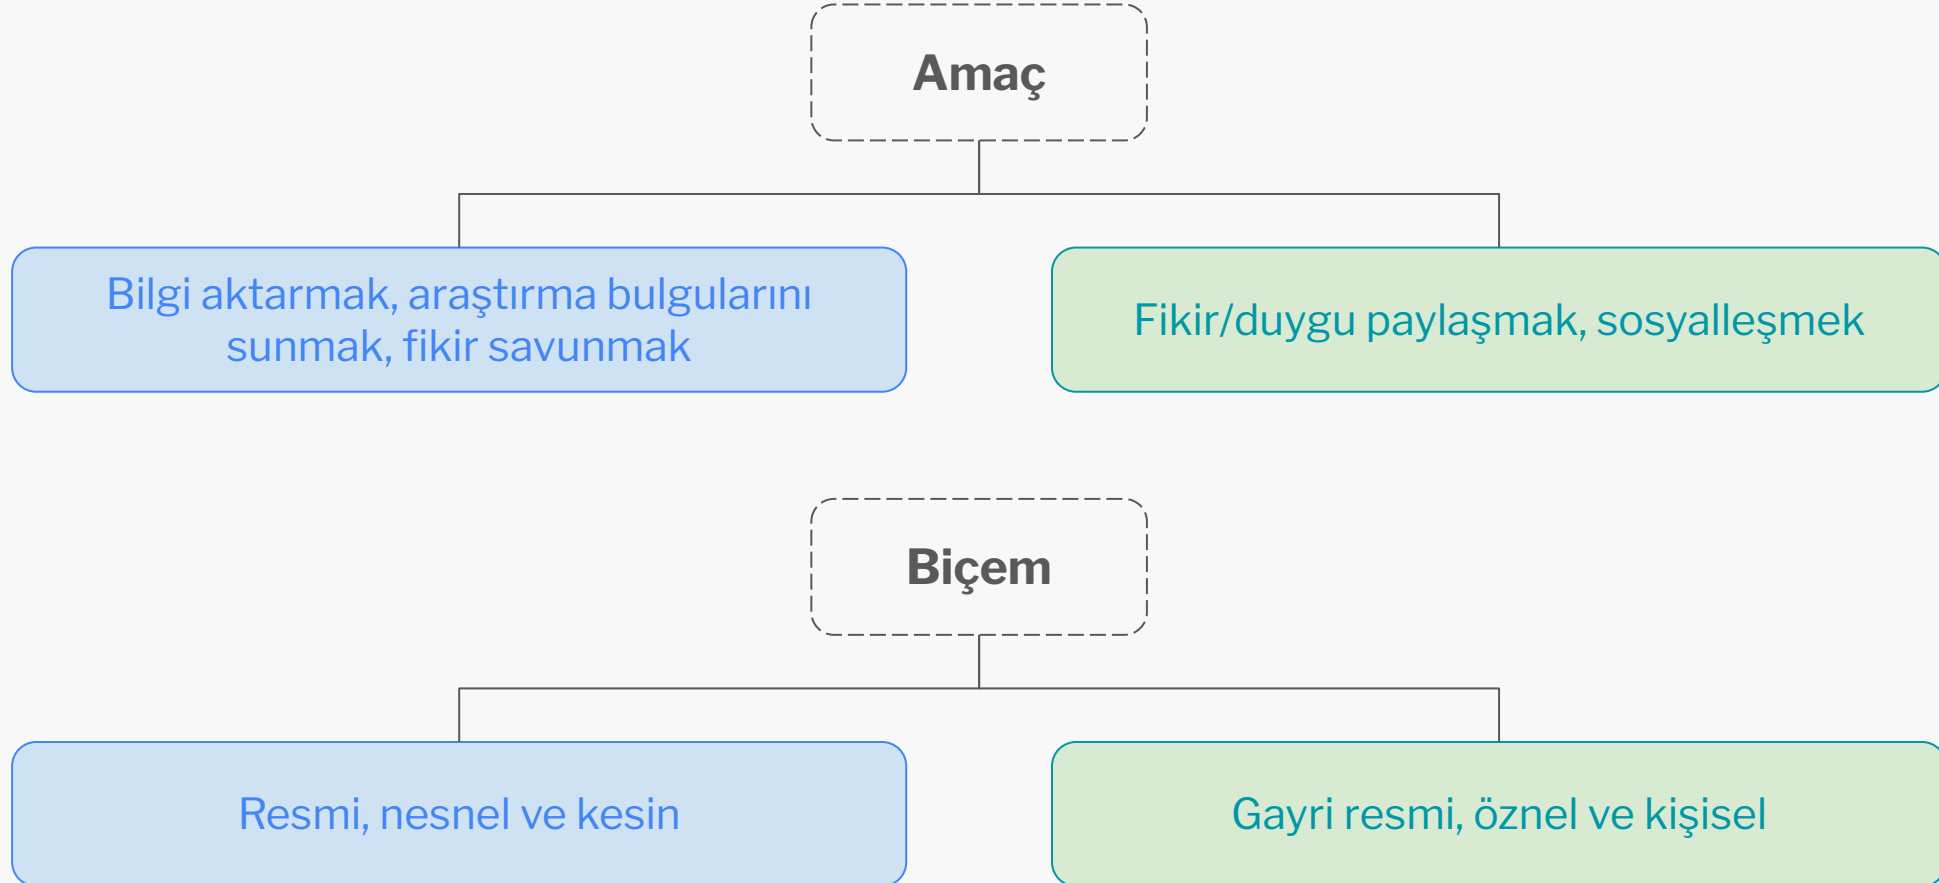 Amaç
Bilgi aktarmak, araştırma bulgularını
sunmak, fikir savunmak
Fikir/duygu paylaşmak, sosyalleşmek
Biçem
Resmi, nesnel ve kesin
Gayri resmi, öznel ve kişisel